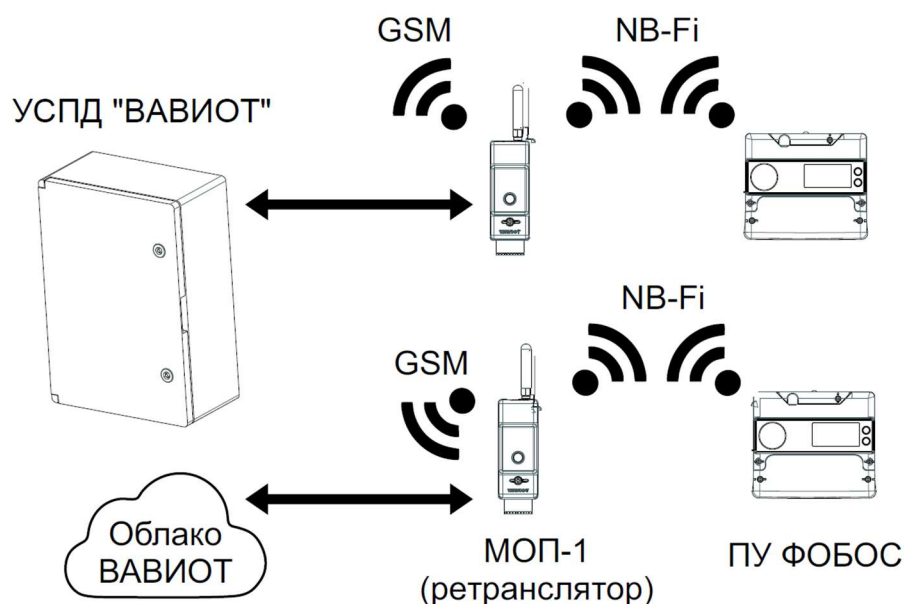 GSM
NB-Fi
УСПД "ВАВИОТ"
NB-Fi
GSM
Облако
ВАВИОТ
МОП-1
(ретранслятор)
ПУ ФОБОС